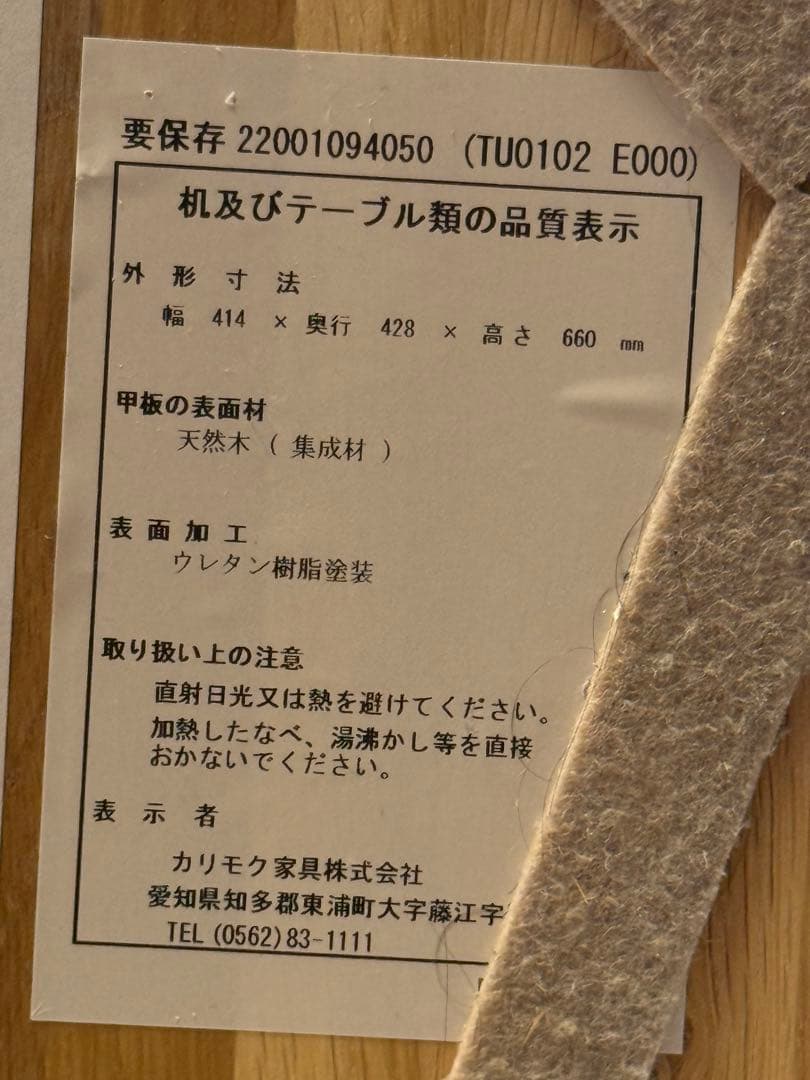 要保存 22001094050 (TU0102 E000)
机及びテーブル類の品質表示
外形寸法
幅 414 × 奥行 428 × 高さ 660 mm
甲板の表面材
天然木 ( 集成材 )
表面加工
ウレタン樹脂塗装
取り扱い上の注意
直射日光又は熱を避けてください。
加熱したなべ、湯沸かし等を直接
おかないでください。
表示者
カリモク家具株式会社
愛知県知多郡東浦町大字藤江字
TEL (0562)83-1111